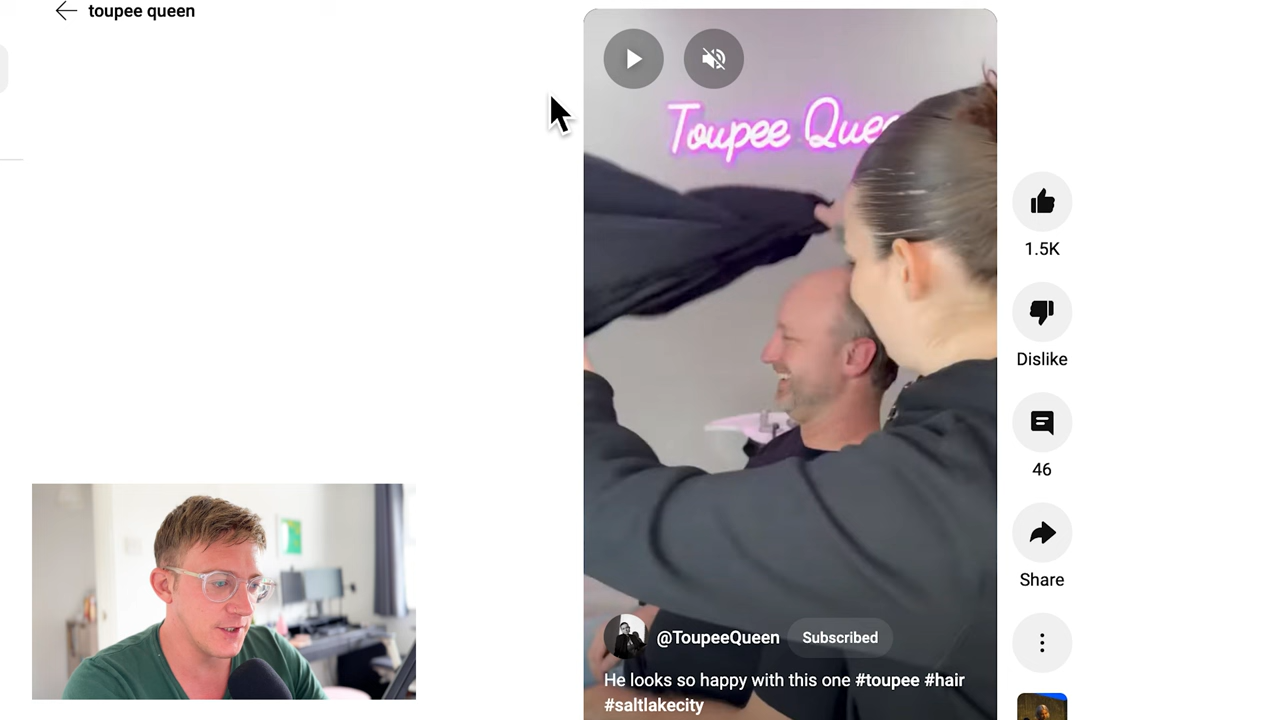 toupee queen
Toupee Quee
1.5K
Dislike
46
Share
@ToupeeQueen Subscribed
He looks so happy with this one #toupee #hair
#saltlakecity